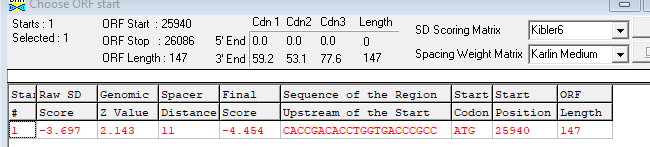 Choose ORF start
Starts : 1 ORF Start : 25940 Cdn 1 Cdn2 Cdn3 Length SD Scoring Matrix Kibler6
Selected : 1 ORF Stop : 26086 5' End 0.0 0.0 0.0 0
ORF Length : 147 3' End 59.2 53.1 77.6 147 Spacing Weight Matrix Karlin Medium
Star Raw SD Genomic Spacer Final Sequence of the Region Start Start ORF
# Score Z Value Distance Score Upstream of the Start Codon Position Length
1 -3.697 2.143 11 -4.454 CACCGACACCTGGTGACCCGCC ATG 25940 147